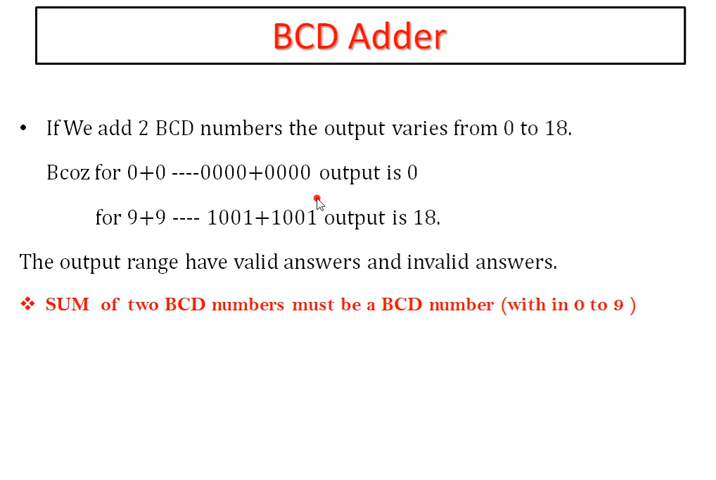 BCD Adder
• If We add 2 BCD numbers the output varies from 0 to 18.
Bcoz for 0+0 ----0000+0000 output is 0
for 9+9 ---- 1001+1001 output is 18.
The output range have valid answers and invalid answers.
❖ SUM of two BCD numbers must be a BCD number (with in 0 to 9 )